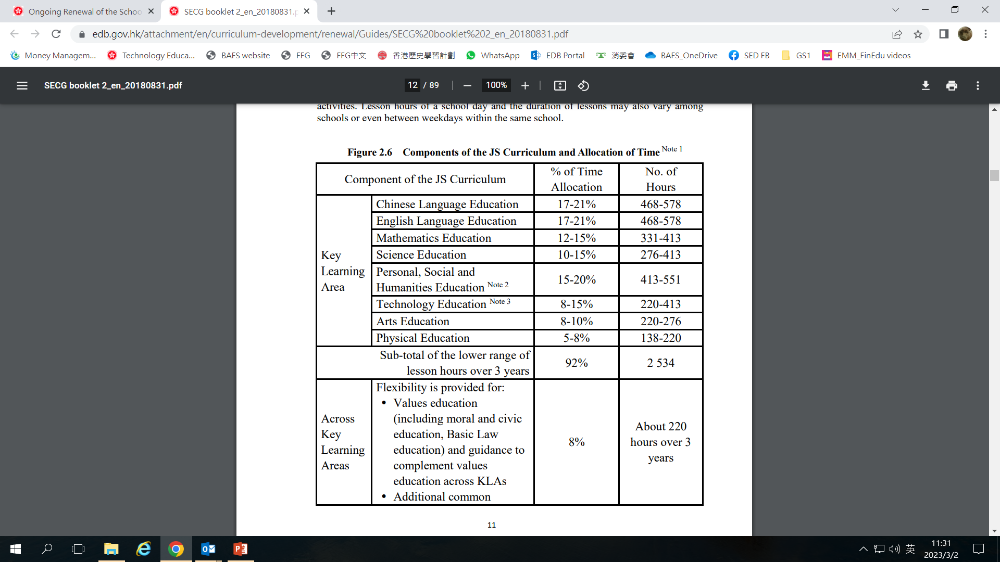 Ongoing Renewal of the Schoo
SECG booklet 2_en_20180831.p
edb.gov.hk/attachment/en/curriculum-development/renewal/Guides/SECG%20booklet%202_en_20180831.pdf
Money Managem...
Technology Educa...
BAFS website
FFG
FFG中文
香港歷史學習計劃
WhatsApp
EDB Portal
消委會
BAFS_OneDrive
SED FB
GS1
EMM_FinEdu videos
SECG booklet 2_en_20180831.pdf
12 / 89
100%
activities. Lesson hours of a school day and the duration of lessons may also vary among
schools or even between weekdays within the same school.
Figure 2.6 Components of the JS Curriculum and Allocation of Time Note 1
Component of the JS Curriculum
% of Time
Allocation
No. of
Hours
Key
Learning
Area
Chinese Language Education
17-21%
468-578
English Language Education
17-21%
468-578
Mathematics Education
12-15%
331-413
Science Education
10-15%
276-413
Personal, Social and
Humanities Education Note 2
15-20%
413-551
Technology Education Note 3
8-15%
220-413
Arts Education
8-10%
220-276
Physical Education
5-8%
138-220
Sub-total of the lower range of
lesson hours over 3 years
92%
2 534
Across
Key
Learning
Areas
Flexibility is provided for:
• Values education
(including moral and civic
education, Basic Law
education) and guidance to
complement values
education across KLAs
• Additional common
8%
About 220
hours over 3
years
11
英
11:31
2023/3/2